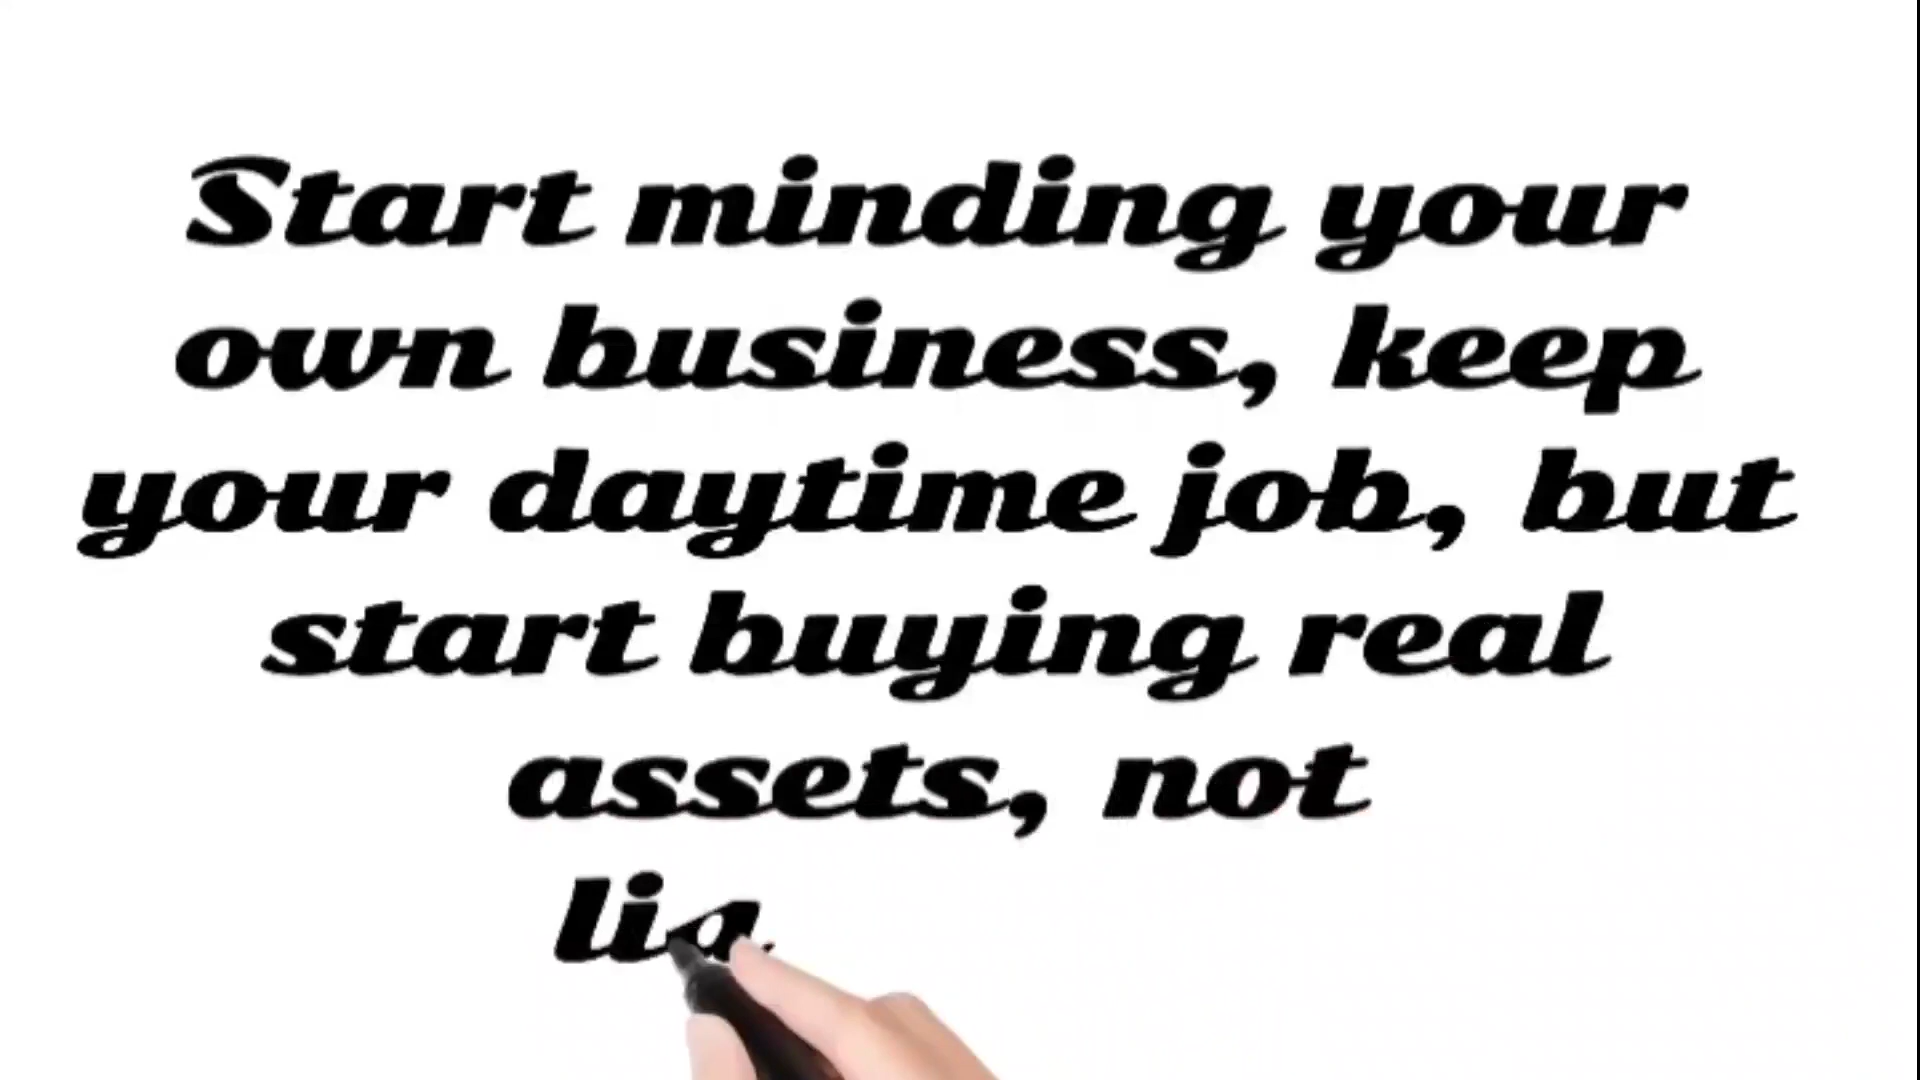 Start minding your
own business, keep
your daytime job, but
start buying real
assets, not
lia